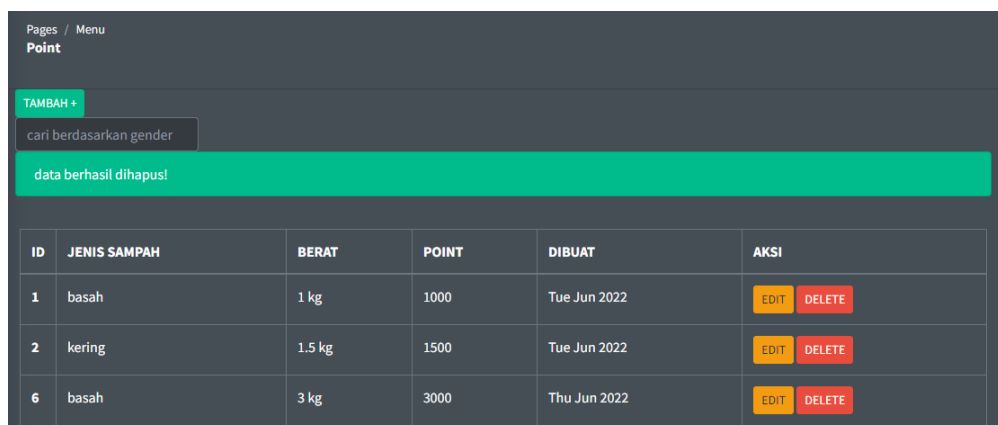 Pages / Menu
Point
TAMBAH +
cari berdasarkan gender
data berhasil dihapus!
ID JENIS SAMPAH BERAT POINT DIBUAT AKSI
1 basah 1 kg 1000 Tue Jun 2022 EDIT DELETE
2 kering 1.5 kg 1500 Tue Jun 2022 EDIT DELETE
6 basah 3 kg 3000 Thu Jun 2022 EDIT DELETE